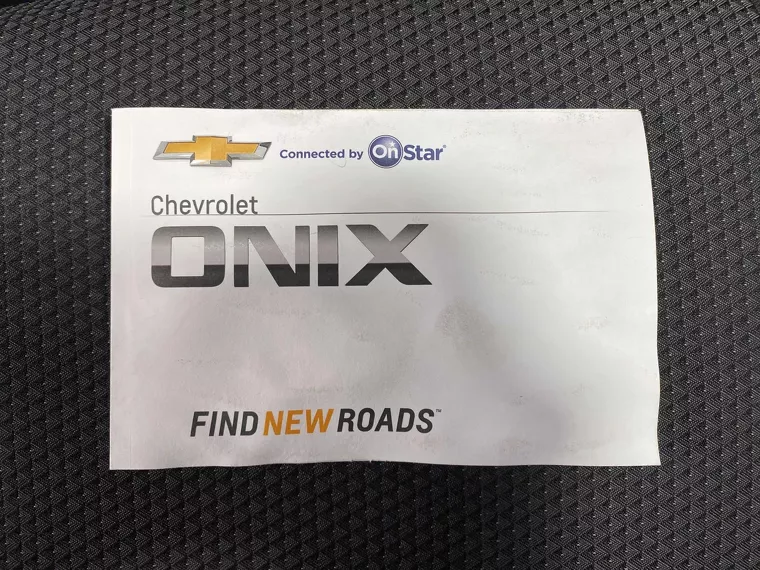 Connected by OnStar®
Chevrolet
ONIX
FIND NEW ROADS™